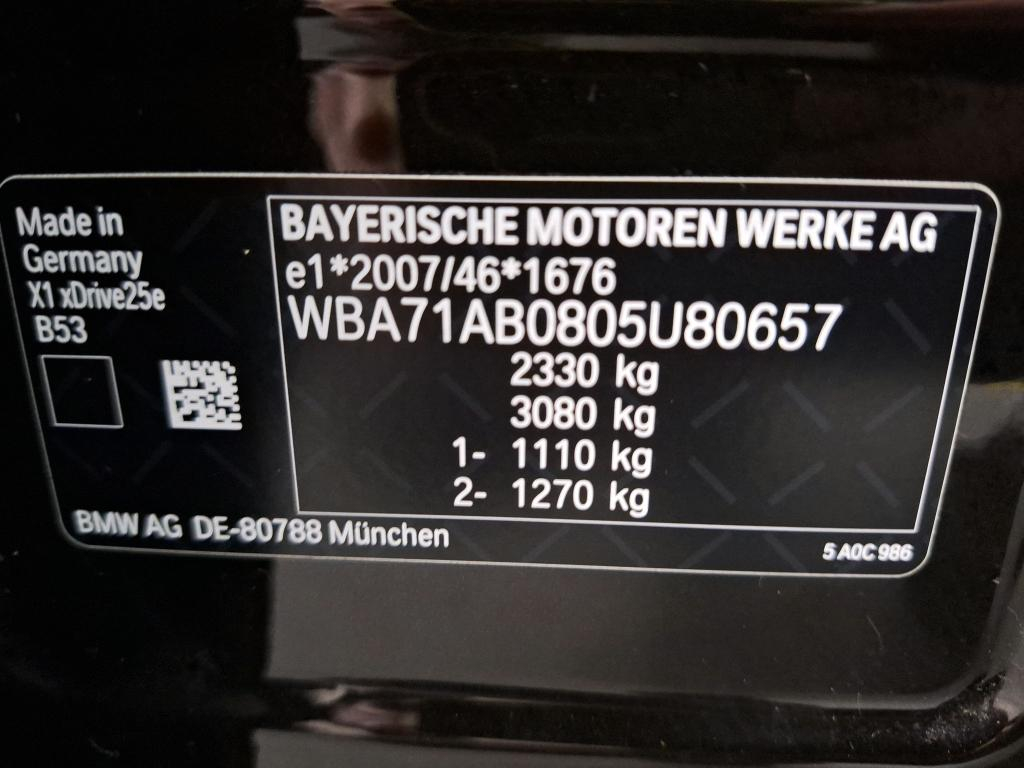 Made in
Germany
X1 xDrive25e
B53
BAYERISCHE MOTOREN WERKE AG
e1*2007/46*1676
WBA71AB0805U80657
2330 kg
3080 kg
1- 1110 kg
2- 1270 kg
BMW AG DE-80788 München
5 A0C 986